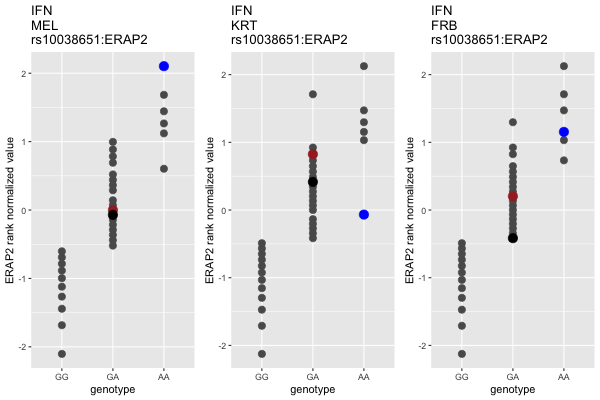 IFN
MEL
rs10038651:ERAP2
ERAP2 rank normalized value
2
1
0
-1
-2
GG
GA
AA
genotype
IFN
KRT
rs10038651:ERAP2
ERAP2 rank normalized value
2
1
0
-1
-2
GG
GA
AA
genotype
IFN
FRB
rs10038651:ERAP2
ERAP2 rank normalized value
2
1
0
-1
-2
GG
GA
AA
genotype